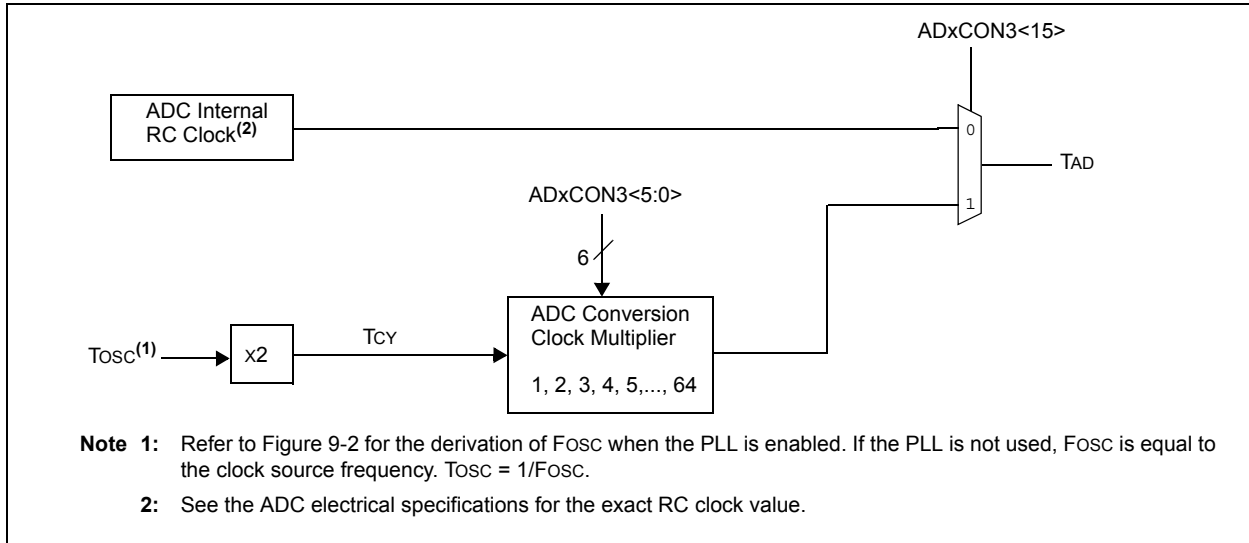 ADxCON3<15>
ADC Internal
RC Clock(2)
0
TAD
ADxCON3<5:0>
1
6
ADC Conversion
Clock Multiplier
TOSC(1)
X2
TCY
1, 2, 3, 4, 5,..., 64
Note 1: Refer to Figure 9-2 for the derivation of FOSC when the PLL is enabled. If the PLL is not used, FOSC is equal to
the clock source frequency. TOSC = 1/FOSC.
2: See the ADC electrical specifications for the exact RC clock value.